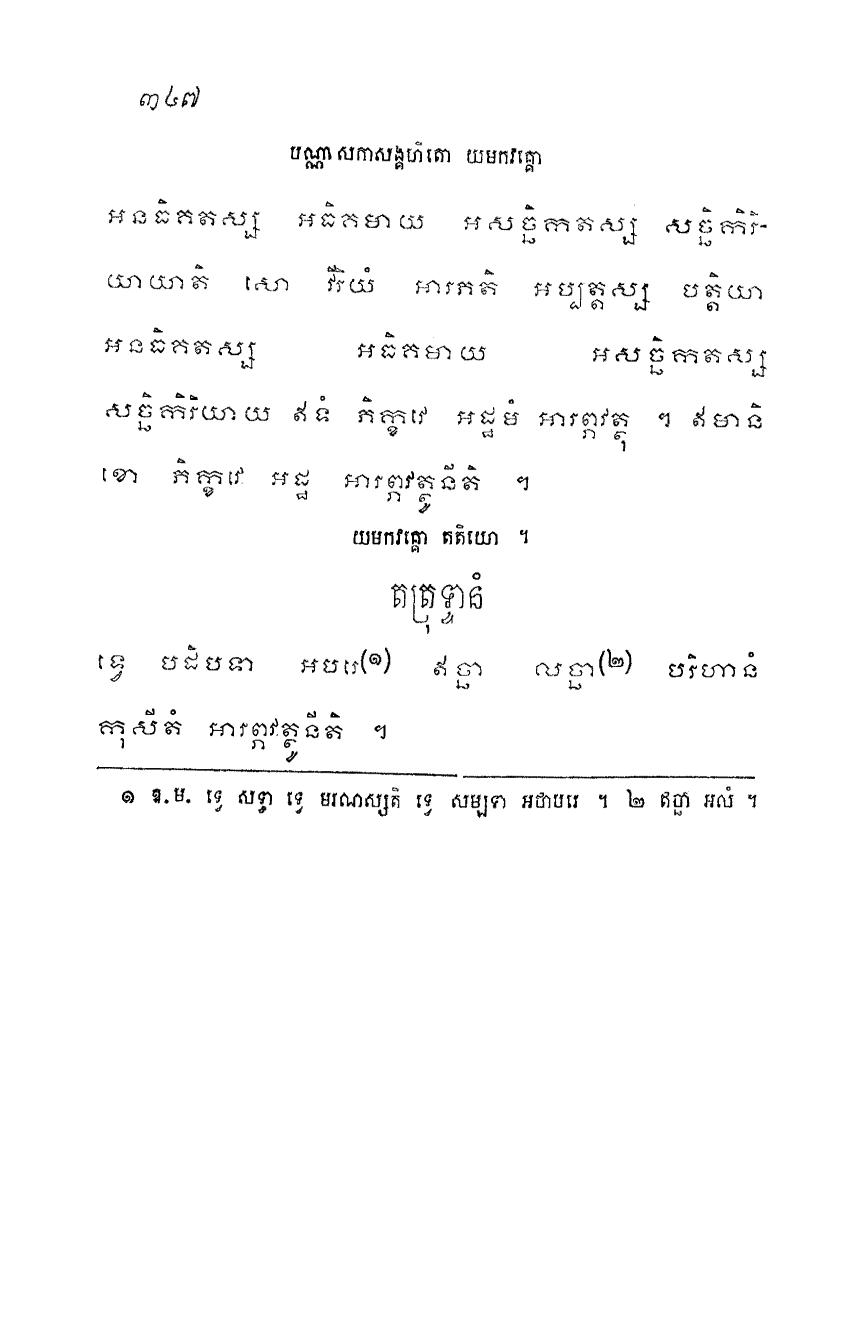 ៣៤៧
បណ្ណាសកាសង្គហិតោ យមកវគ្គោ
អនធិគតស្ស អធិគមាយ អសច្ឆិកតស្ស សច្ឆិកិរិ-
យាយាតិ សោ វីរិយំ អារភតិ អប្បត្តស្ស បត្តិយា
អនធិគតស្ស អធិគមាយ អសច្ឆិកតស្ស
សច្ឆិកិរិយាយ ឥទំ ភិក្ខវេ អដ្ឋមំ អារព្ភវត្ថុ ។ ឥមានិ
ខោ ភិក្ខវេ អដ្ឋ អារព្ភវត្ថូនីតិ ។
យមកវគ្គោ តតិយោ ។
តត្រុទ្ទានំ
ទ្វេ បដិបទា អបរេ(១) ឥច្ឆា លច្ឆា(២) បរិហានំ
កុសីតំ អារព្ភវត្ថូនីតិ ។
១ ឱ.ម. ទ្វេ សទ្ធា ទ្វេ មរណស្សតិ ទ្វេ សម្បទា អថាបរេ ។ ២ ឥច្ឆា អលំ ។